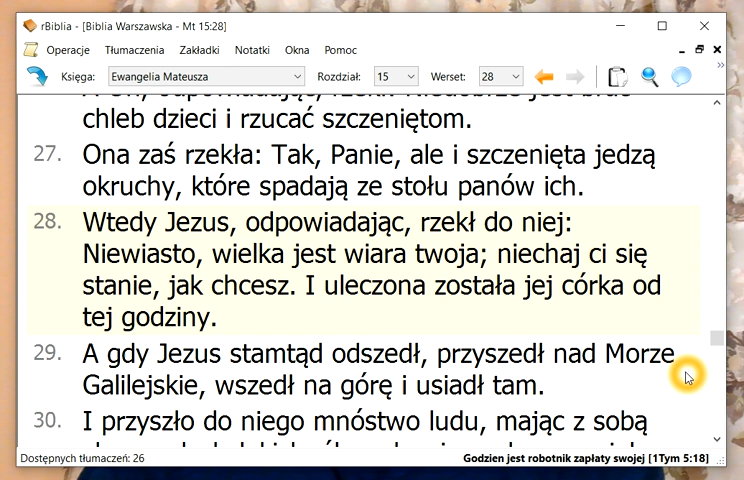 rBiblia - [Biblia Warszawska - Mt 15:28]
Operacje Tłumaczenia Zakładki Notatki Okna Pomoc
Księga: Ewangelia Mateusza Rozdział: 15 Werset: 28
chleb dzieci i rzucać szczeniętom.
27. Ona zaś rzekła: Tak, Panie, ale i szczenięta jedzą
okruchy, które spadają ze stołu panów ich.
28. Wtedy Jezus, odpowiadając, rzekł do niej:
Niewiasto, wielka jest wiara twoja; niechaj ci się
stanie, jak chcesz. I uleczona została jej córka od
tej godziny.
29. A gdy Jezus stamtąd odszedł, przyszedł nad Morze
Galilejskie, wszedł na górę i usiadł tam.
30. I przyszło do niego mnóstwo ludu, mając z sobą
Dostępnych tłumaczeń: 26 Godzien jest robotnik zapłaty swojej [1Tym 5:18]